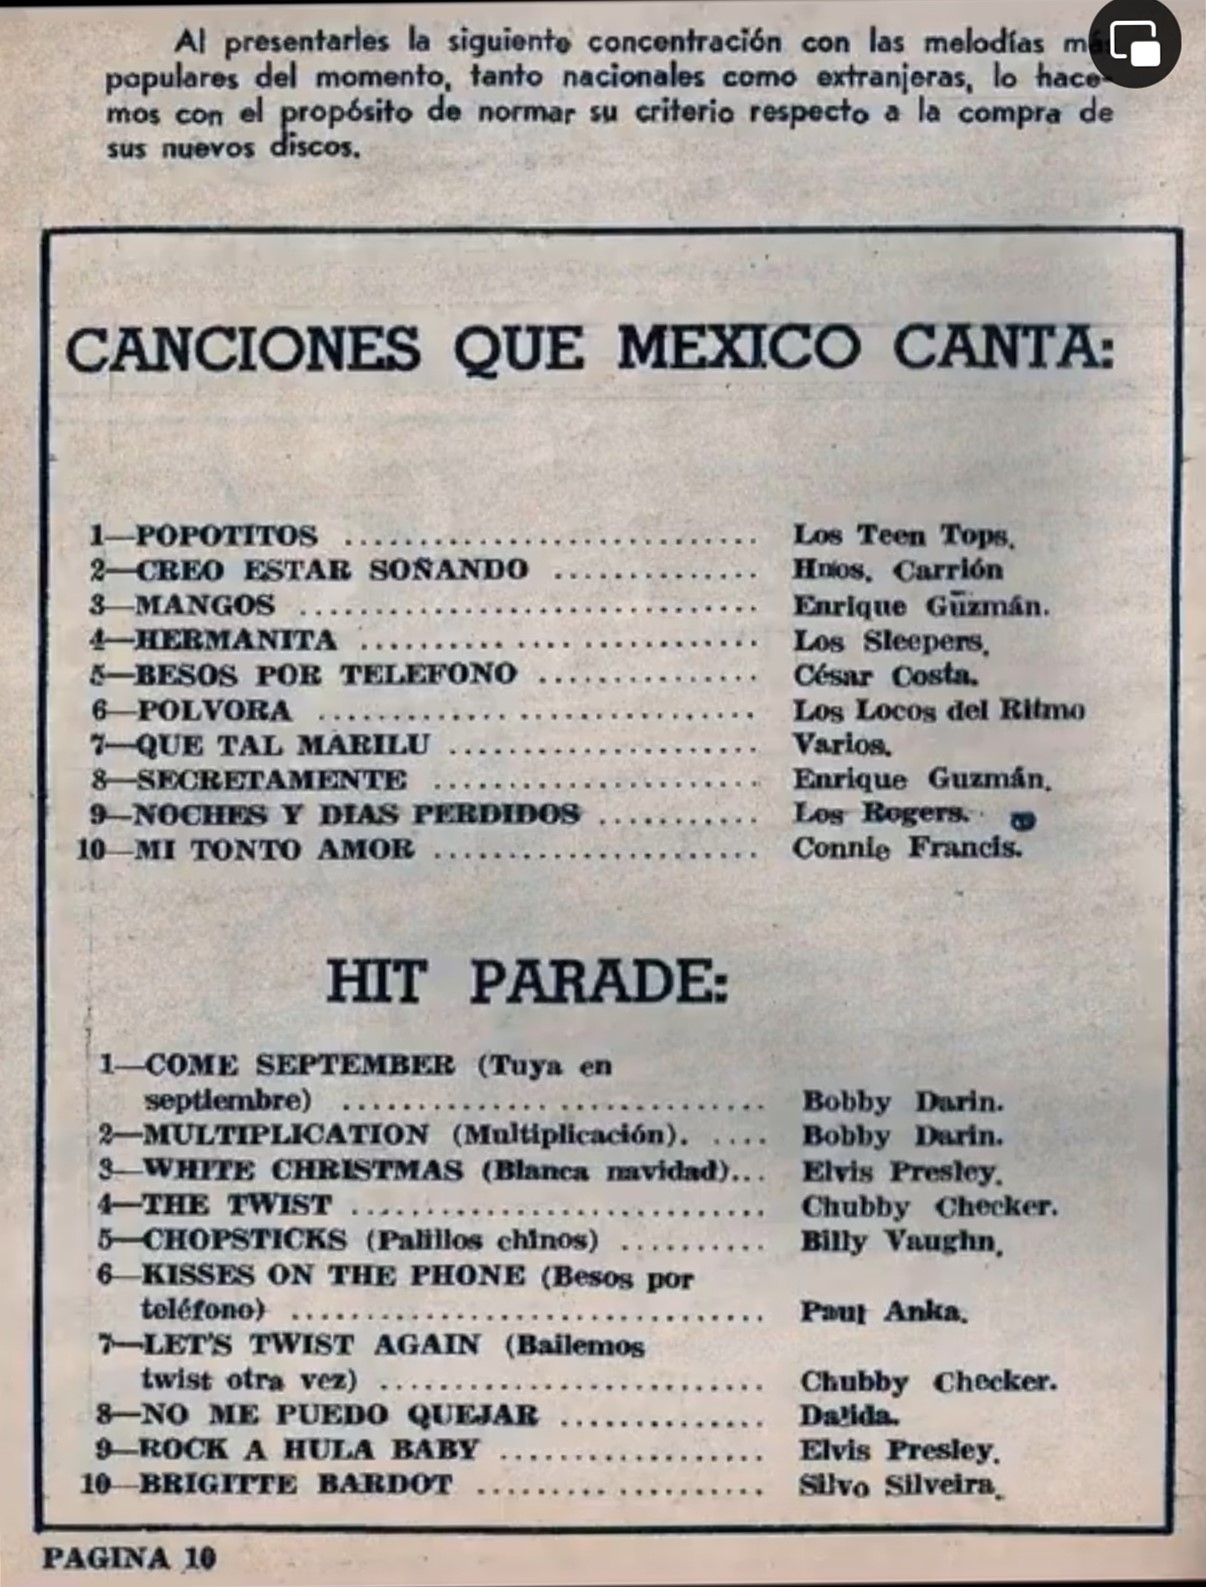 Al presentarles la siguiente concentración con las melodías
populares del momento, tanto nacionales como extranjeras, lo hace-
mos con el propósito de normar su criterio respecto a la compra de
sus nuevos discos.
CANCIONES QUE MEXICO CANTA:
1—POPOTITOS ............................ Los Teen Tops.
2—CREO ESTAR SOÑANDO .............. Hnos. Carrión
3—MANGOS ............................... Enrique Guzmán.
4—HERMANITA ........................... Los Sleepers.
5—BESOS POR TELEFONO ............... César Costa.
6—POLVORA .............................. Los Locos del Ritmo
7—QUE TAL MARILU ..................... Varios.
8—SECRETAMENTE ...................... Enrique Guzmán.
9—NOCHES Y DIAS PERDIDOS ........... Los Rogers.
10—MI TONTO AMOR ...................... Connie Francis.
HIT PARADE:
1—COME SEPTEMBER (Tuya en
septiembre) ............................. Bobby Darin.
2—MULTIPLICATION (Multiplicación). .... Bobby Darin.
3—WHITE CHRISTMAS (Blanca navidad)... Elvis Presley.
4—THE TWIST ............................ Chubby Checker.
5—CHOPSTICKS (Palillos chinos) .......... Billy Vaughn.
6—KISSES ON THE PHONE (Besos por
teléfono) ................................ Paul Anka.
7—LET'S TWIST AGAIN (Bailemos
twist otra vez) .......................... Chubby Checker.
8—NO ME PUEDO QUEJAR .............. Dalida.
9—ROCK A HULA BABY .................. Elvis Presley.
10—BRIGITTE BARDOT ................... Silvo Silveira.
PAGINA 10